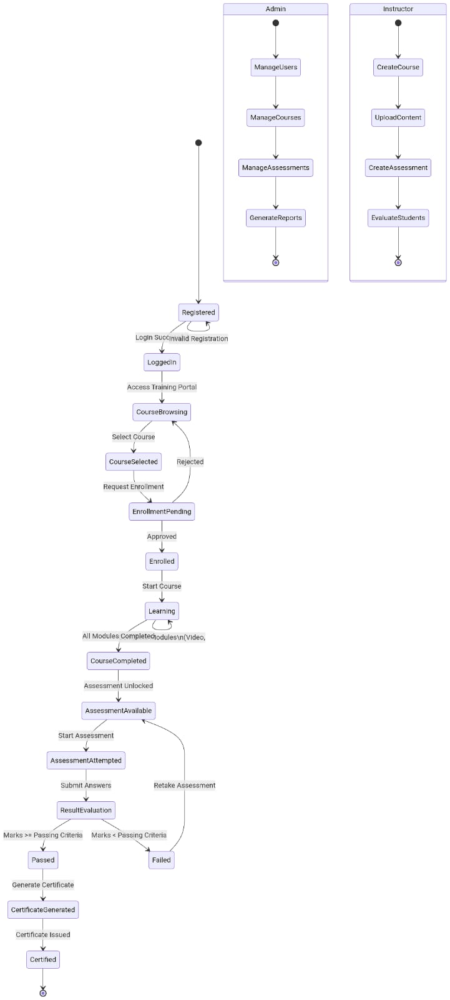 Admin
ManageUsers
ManageCourses
ManageAssessments
GenerateReports
Instructor
CreateCourse
UploadContent
CreateAssessment
EvaluateStudents
Registered
Login
Invalid Registration
LoggedIn
Access Training Portal
CourseBrowsing
Select Course
CourseSelected
Rejected
Request Enrollment
EnrollmentPending
Approved
Enrolled
Start Course
Learning
All Modules Completed
(Video,
CourseCompleted
Assessment Unlocked
AssessmentAvailable
Start Assessment
AssessmentAttempted
Submit Answers
Retake Assessment
ResultEvaluation
Marks >= Passing Criteria
Marks < Passing Criteria
Passed
Failed
Generate Certificate
CertificateGenerated
Certificate Issued
Certified